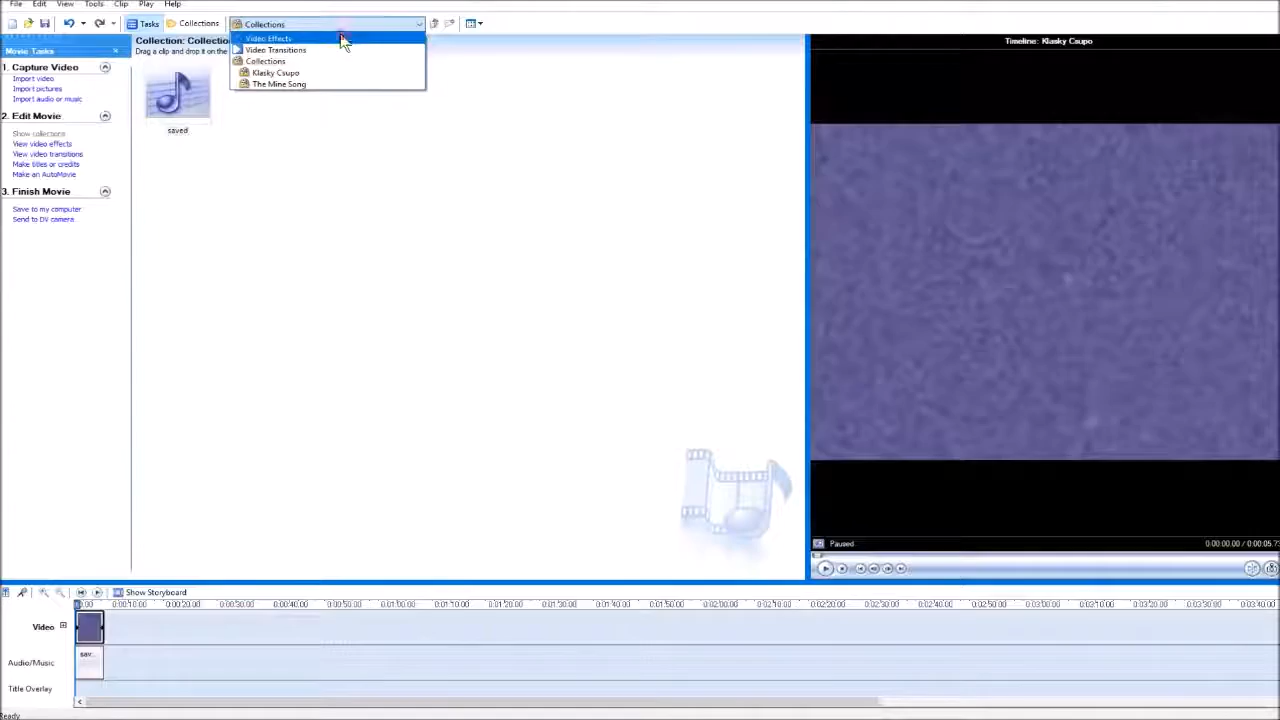 File Edit View Tools Clip Play Help
Tasks Collections Collections
Movie Tasks
1. Capture Video
Import video
Import pictures
Import audio or music
2. Edit Movie
Show collections
View video effects
View video transitions
Make titles or credits
Make an AutoMovie
3. Finish Movie
Save to my computer
Send to DV camera
Collection: Collectio
Drag a clip and drop it on the
saved
Video Effects
Video Transitions
Collections
Klasky Csupo
The Mine Song
Timeline: Klasky Csupo
Paused
0:00:00.00 / 0:00:05.7
Show Storyboard
0:00 0:00:10.00 0:00:20.00 0:00:30.00 0:00:40.00 0:00:50.00 0:01:00.00 0:01:10.00 0:01:20.00 0:01:30.00 0:01:40.00 0:01:50.00 0:02:00.00 0:02:10.00 0:02:20.00 0:02:30.00 0:02:40.00 0:02:50.00 0:03:00.00 0:03:10.00 0:03:20.00 0:03:30.00 0:03:40.00
Video
Audio/Music
sav...
Title Overlay
Ready